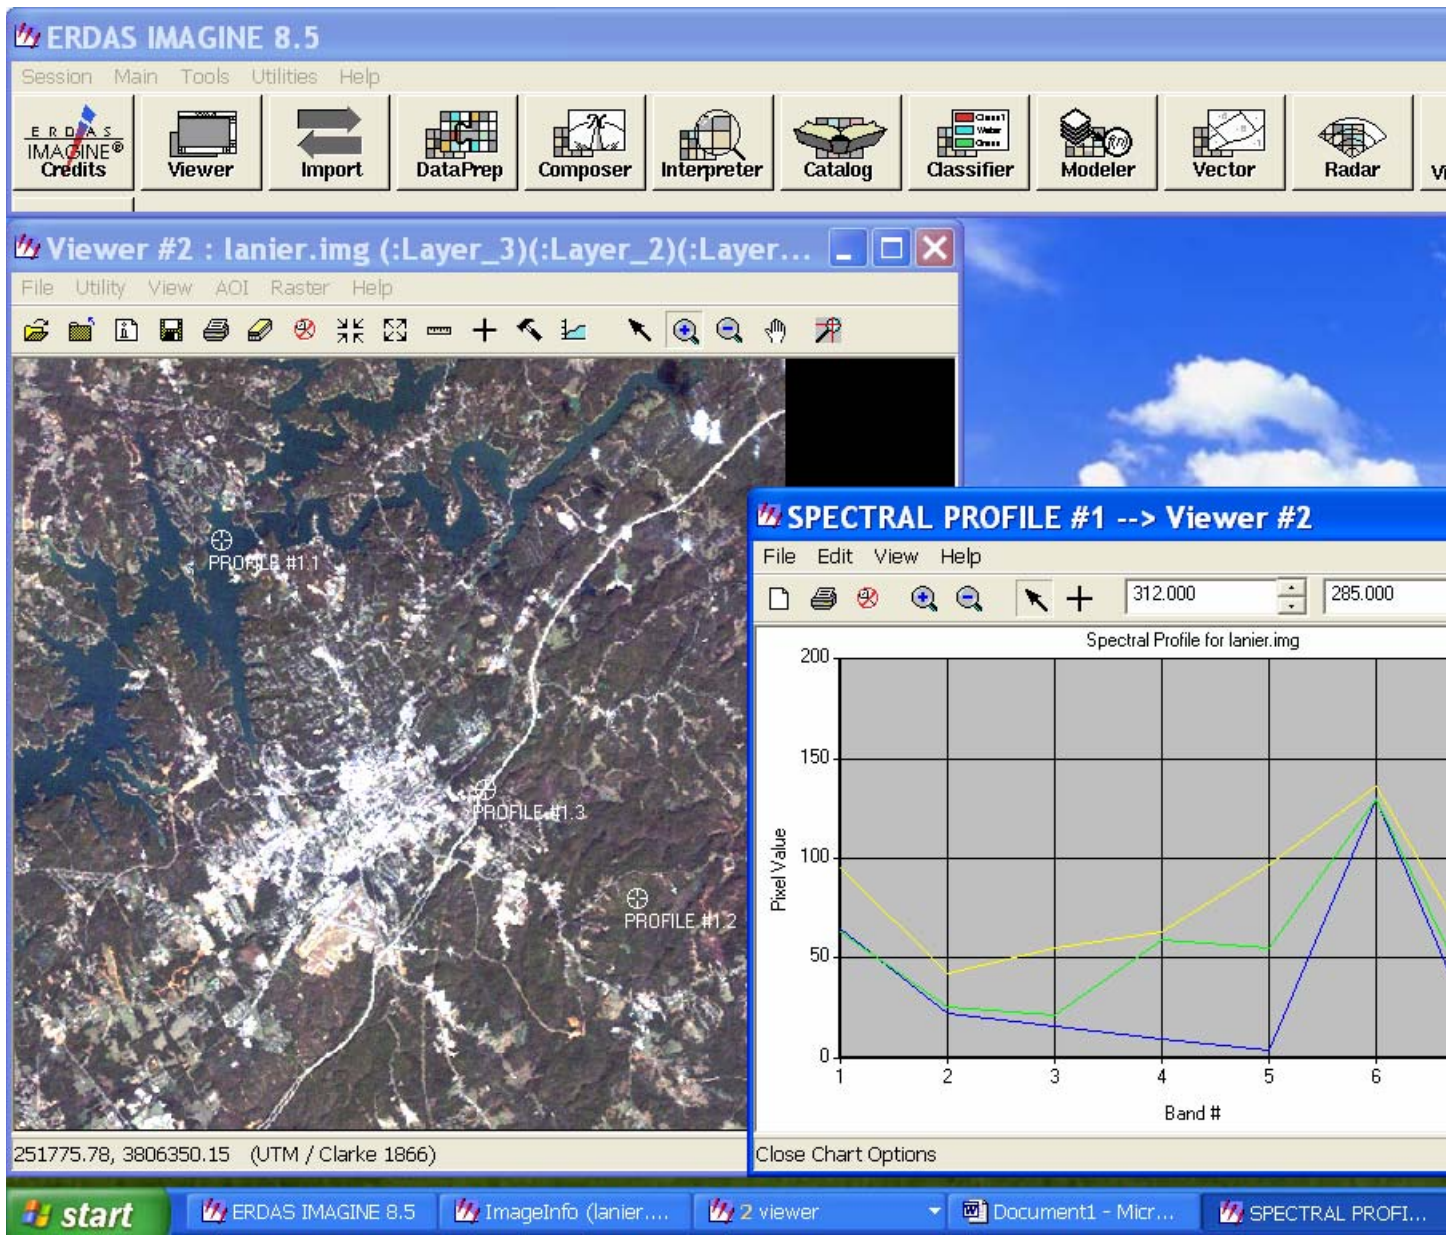 ERDAS IMAGINE 8.5
Session Main Tools Utilities Help
ERDAS
IMAGINE®
Credits
Viewer
Import
DataPrep
Composer
Interpreter
Catalog
Class1
Water
Grass
Classifier
Modeler
Vector
Radar
Viewer #2 : lanier.img (:Layer_3)(:Layer_2)(:Layer...
File Utility View AOI Raster Help
PROFILE #1.1
PROFILE #1.3
PROFILE #1.2
251775.78, 3806350.15 (UTM / Clarke 1866)
SPECTRAL PROFILE #1 --> Viewer #2
File Edit View Help
312.000 285.000
Spectral Profile for lanier.img
200
150
100
50
0
Pixel Value
1 2 3 4 5 6
Band #
Close Chart Options
start ERDAS IMAGINE 8.5 ImageInfo (lanier.... 2 viewer Document1 - Micr... SPECTRAL PROFI...